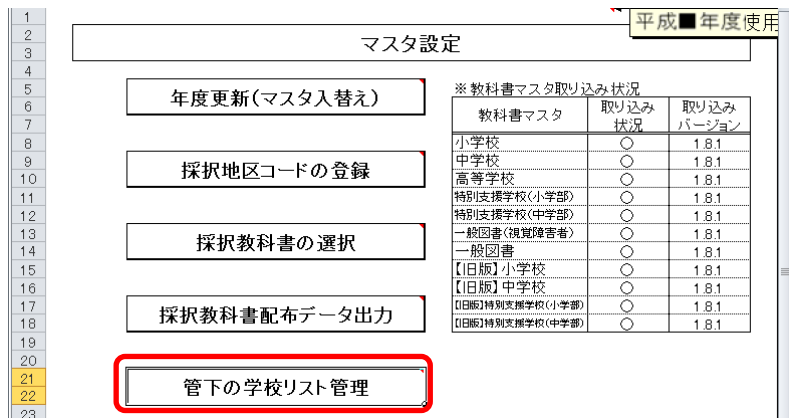 平成■年度使用
マスタ設定
年度更新(マスタ入替え)
採択地区コードの登録
採択教科書の選択
採択教科書配布データ出力
管下の学校リスト管理
※教科書マスタ取り込み状況
教科書マスタ 取り込み状況 取り込みバージョン
小学校 ○ 1.8.1
中学校 ○ 1.8.1
高等学校 ○ 1.8.1
特別支援学校(小学部) ○ 1.8.1
特別支援学校(中学部) ○ 1.8.1
一般図書(視覚障害者) ○ 1.8.1
一般図書 ○ 1.8.1
【旧版】小学校 ○ 1.8.1
【旧版】中学校 ○ 1.8.1
【旧版】特別支援学校(小学部) ○ 1.8.1
【旧版】特別支援学校(中学部) ○ 1.8.1
1
2
3
4
5
6
7
8
9
10
11
12
13
14
15
16
17
18
19
20
21
22
23